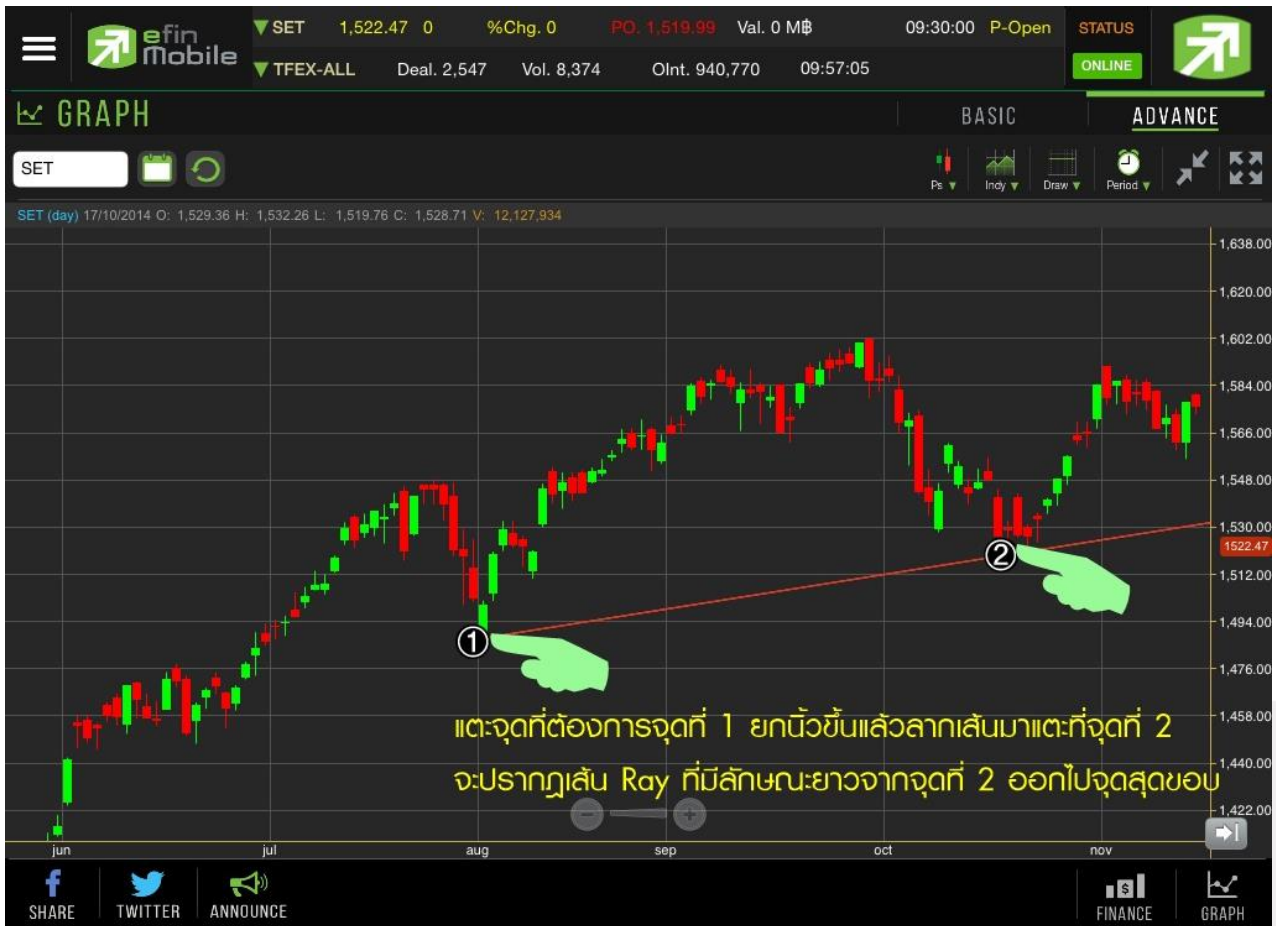 efin Mobile
▼ SET 1,522.47 0 %Chg. 0 PO. 1,519.99 Val. 0 M฿ 09:30:00 P-Open STATUS
▼ TFEX-ALL Deal. 2,547 Vol. 8,374 OInt. 940,770 09:57:05 ONLINE
GRAPH BASIC ADVANCE
SET Ps ▼ Indy ▼ Draw ▼ Period ▼
SET (day) 17/10/2014 O: 1,529.36 H: 1,532.26 L: 1,519.76 C: 1,528.71 V: 12,127,934
1,638.00
1,620.00
1,602.00
1,584.00
1,566.00
1,548.00
1,530.00
1522.47
② 
1,512.00
1,494.00
①
1,476.00
แตะจุดที่ต้องการจุดที่ 1 ยกนิ้วขึ้นแล้วลากเส้นมาแตะที่จุดที่ 2
1,458.00
จะปรากฏเส้น Ray ที่มีลักษณะยาวจากจุดที่ 2 ออกไปจุดสุดขอบ
1,440.00
1,422.00
jun jul aug sep oct nov
SHARE TWITTER ANNOUNCE FINANCE GRAPH